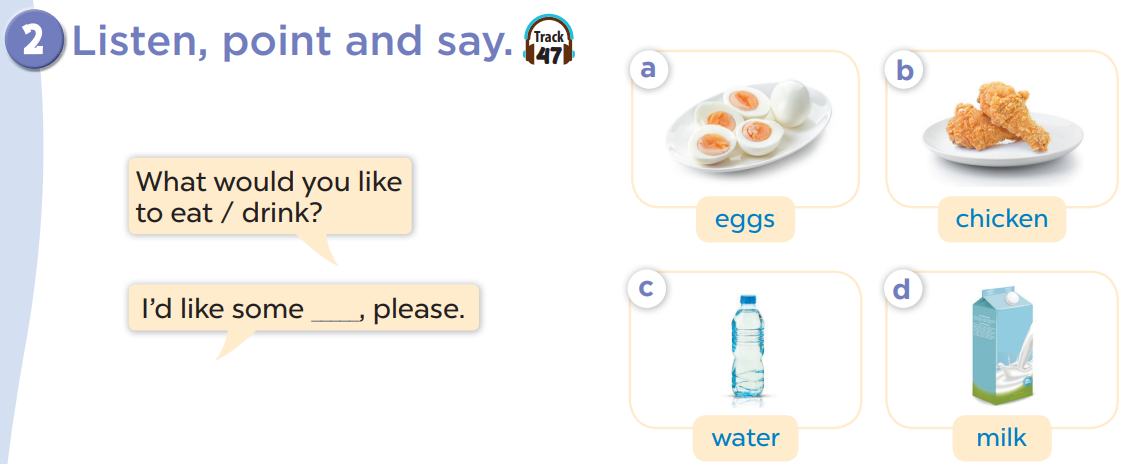 2 Listen, point and say. Track 47
What would you like
to eat / drink?
I'd like some ____, please.
a
eggs
b
chicken
c
water
d
milk